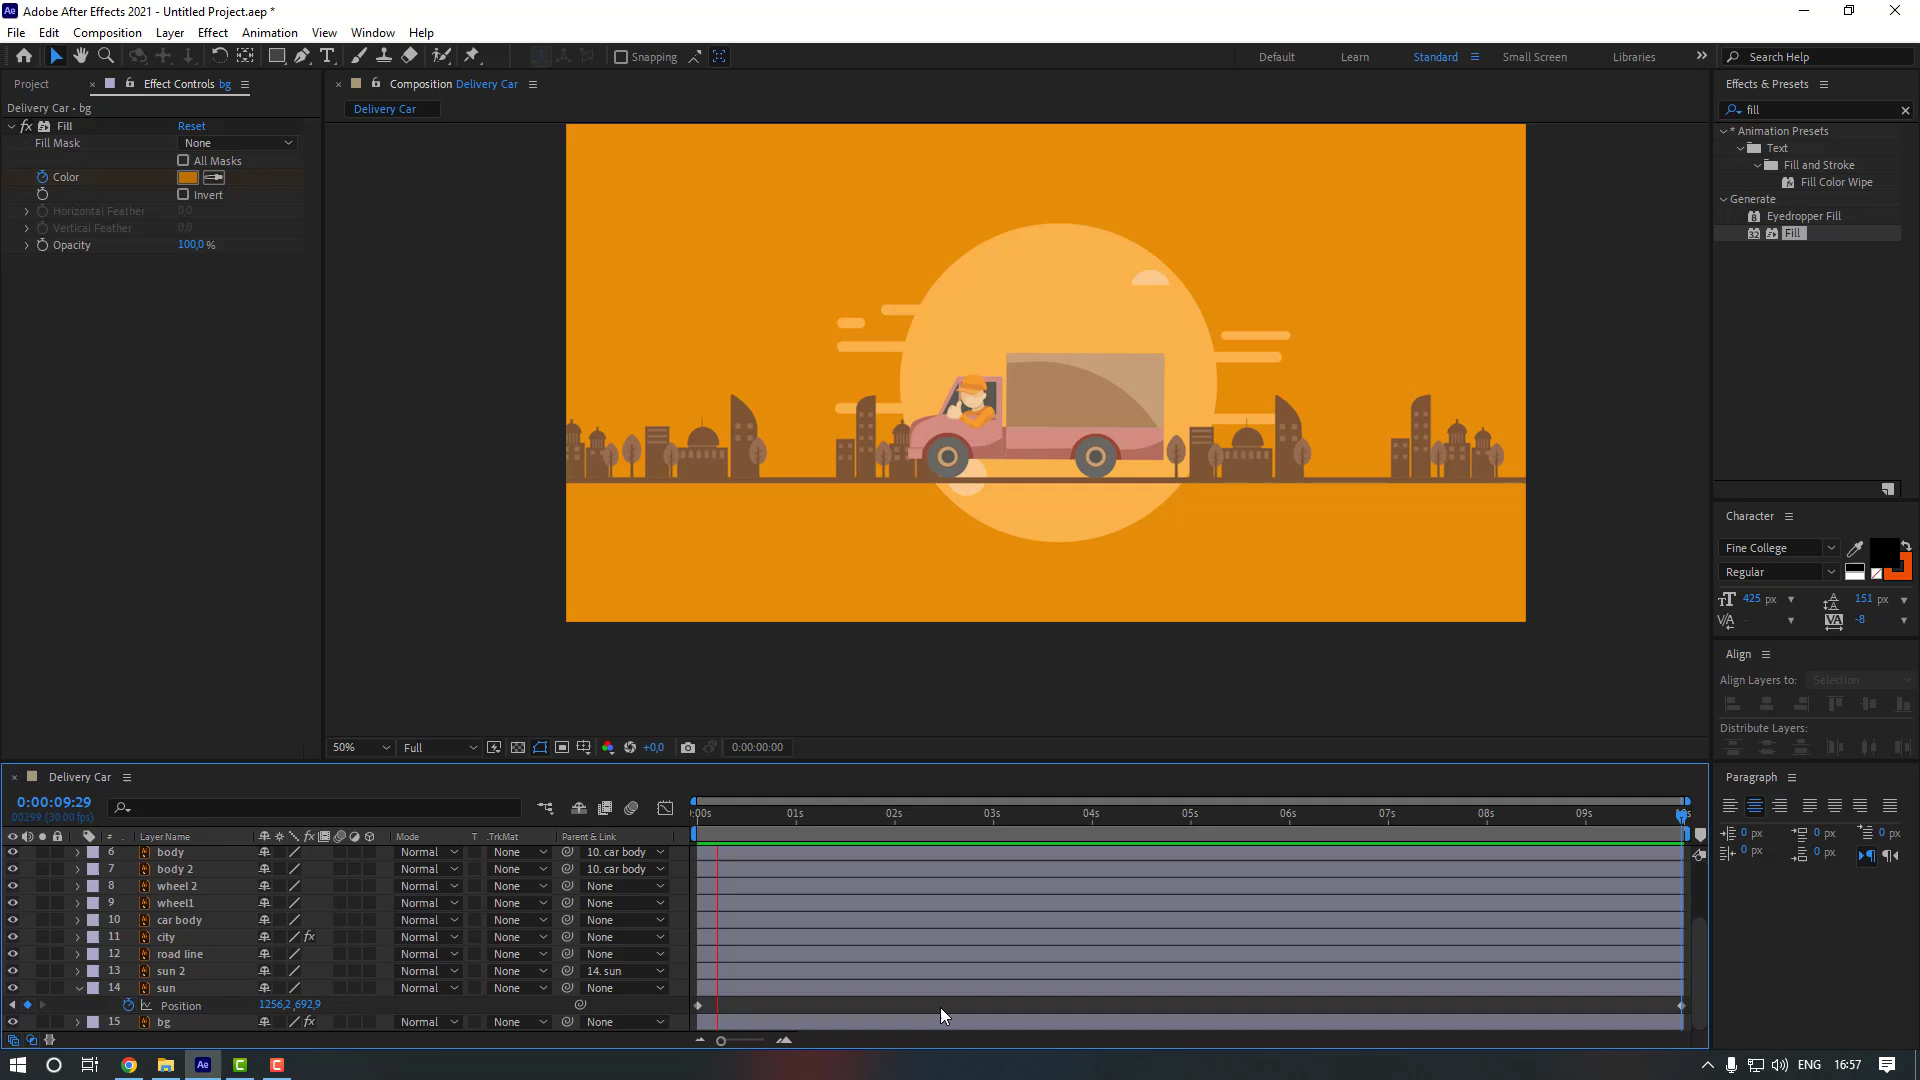 Ae Adobe After Effects 2021 - Untitled Project.aep *
File Edit Composition Layer Effect Animation View Window Help
Snapping Default Learn Standard Small Screen Libraries Search Help
Project Effect Controls bg
Delivery Car • bg
fx Fill Reset
Fill Mask None
All Masks
Color
Invert
Horizontal Feather 0,0
Vertical Feather 0,0
Opacity 100,0 %
Composition Delivery Car
Delivery Car
50% Full +0,0 0:00:00:00
Effects & Presets
fill
* Animation Presets
Text
Fill and Stroke
Fill Color Wipe
Generate
Eyedropper Fill
Fill
Character
Fine College
Regular
425 px 151 px
-8
Align
Align Layers to: Selection
Distribute Layers:
Paragraph
0 px 0 px 0 px
0 px 0 px
Delivery Car
0:00:09:29
00299 (30.00 fps)
# Layer Name Mode T .TrkMat Parent & Link
:00s 01s 02s 03s 04s 05s 06s 07s 08s 09s
6 body Normal None 10. car body
7 body 2 Normal None 10. car body
8 wheel 2 Normal None None
9 wheel1 Normal None None
10 car body Normal None None
11 city fx Normal None None
12 road line Normal None None
13 sun 2 Normal None 14. sun
14 sun Normal None None
Position 1256,2 ,692,9
15 bg fx Normal None None
Ae ENG 16:57